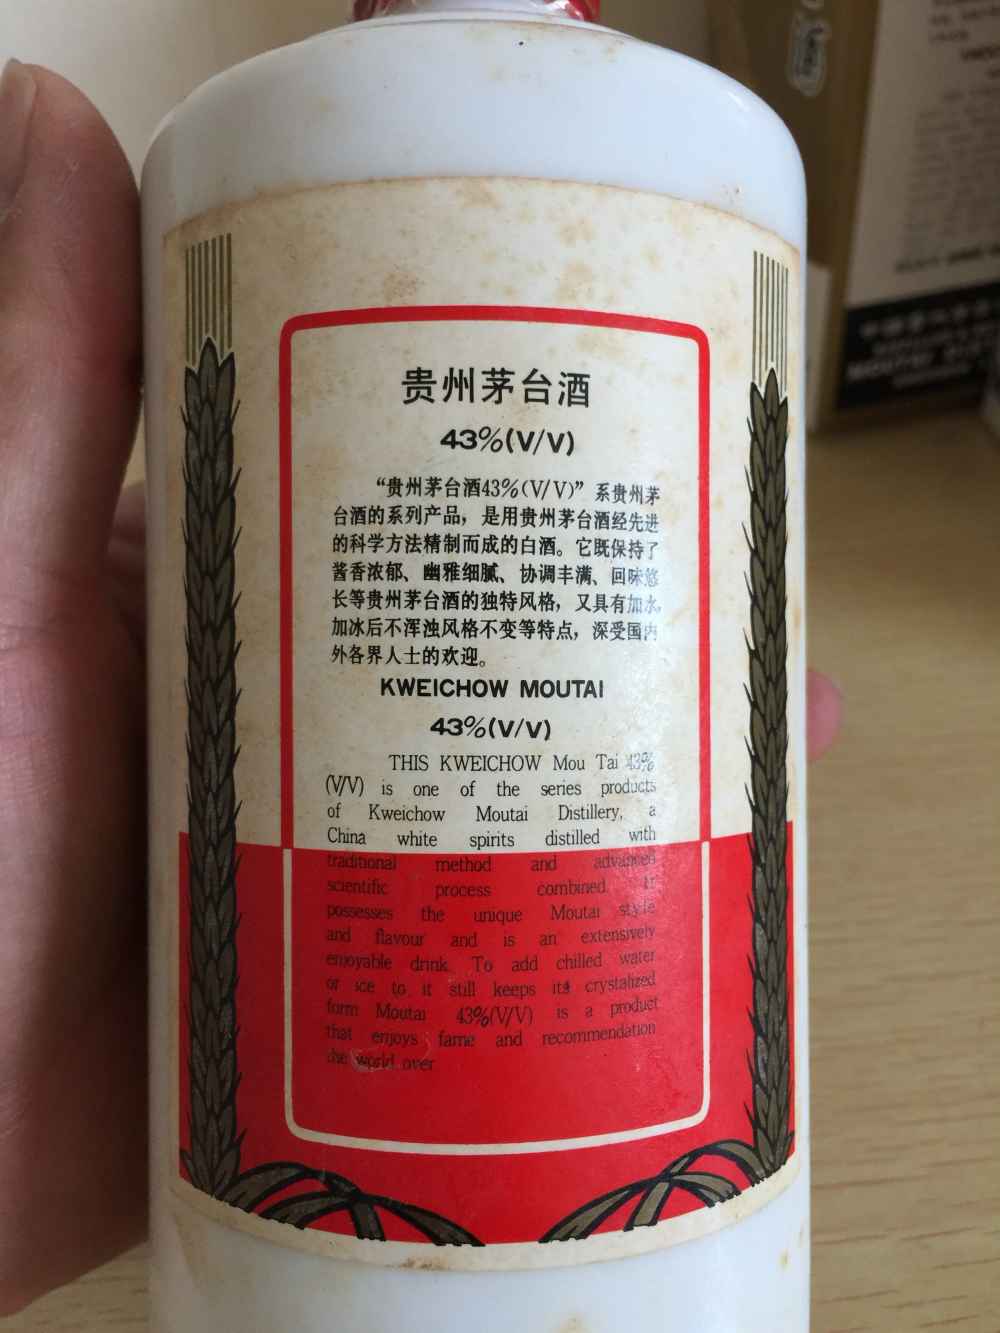 贵州茅台酒
43%(V/V)
“贵州茅台酒43%(V/V)”系贵州茅
台酒的系列产品，是用贵州茅台酒经先进
的科学方法精制而成的白酒。它既保持了
酱香浓郁、幽雅细腻、协调丰满、回味悠
长等贵州茅台酒的独特风格，又具有加水,
加冰后不浑浊风格不变等特点，深受国内
外各界人士的欢迎。
KWEICHOW MOUTAI
43%(V/V)
THIS KWEICHOW Mou Tai 43%
(V/V) is one of the series products
of Kweichow Moutai Distillery, a
China white spirits distilled with
traditional method and advanced
scientific process combined. It
possesses the unique Moutai style
and flavour and is an extensively
enjoyable drink. To add chilled water
or ice to it still keeps its crystalized
form Moutai 43%(V/V) is a product
that enjoys fame and recommendation
the world over
MOUTAI